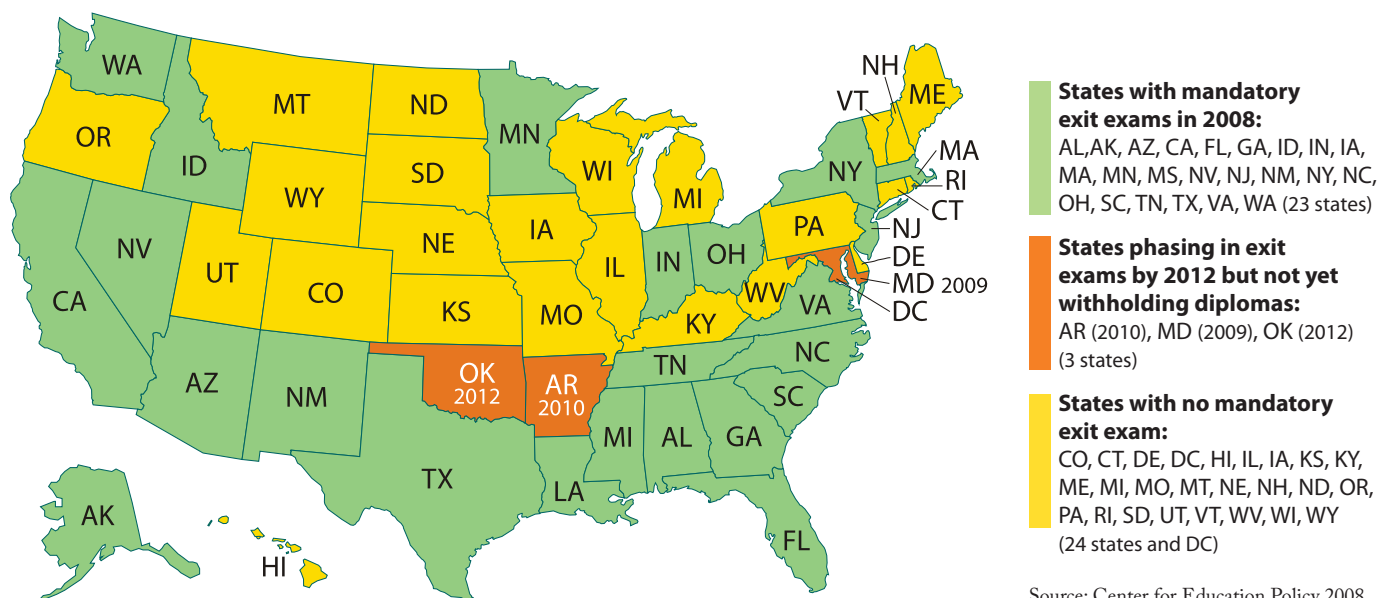 WA
OR
MT
ID
WY
ND
SD
NE
MN
WI
MI
IA
IL
IN
OH
NV
CA
UT
CO
KS
MO
KY
WV
VA
PA
NY
VT
NH
ME
MA
RI
CT
NJ
DE
MD 2009
DC
AZ
NM
OK
2012
AR
2010
TN
NC
SC
MI
AL
GA
TX
LA
FL
AK
HI
States with mandatory
exit exams in 2008:
AL,AK, AZ, CA, FL, GA, ID, IN, IA,
MA, MN, MS, NV, NJ, NM, NY, NC,
OH, SC, TN, TX, VA, WA (23 states)
States phasing in exit
exams by 2012 but not yet
withholding diplomas:
AR (2010), MD (2009), OK (2012)
(3 states)
States with no mandatory
exit exam:
CO, CT, DE, DC, HI, IL, IA, KS, KY,
ME, MI, MO, MT, NE, NH, ND, OR,
PA, RI, SD, UT, VT, WV, WI, WY
(24 states and DC)
Source: Center for Education Policy 2008